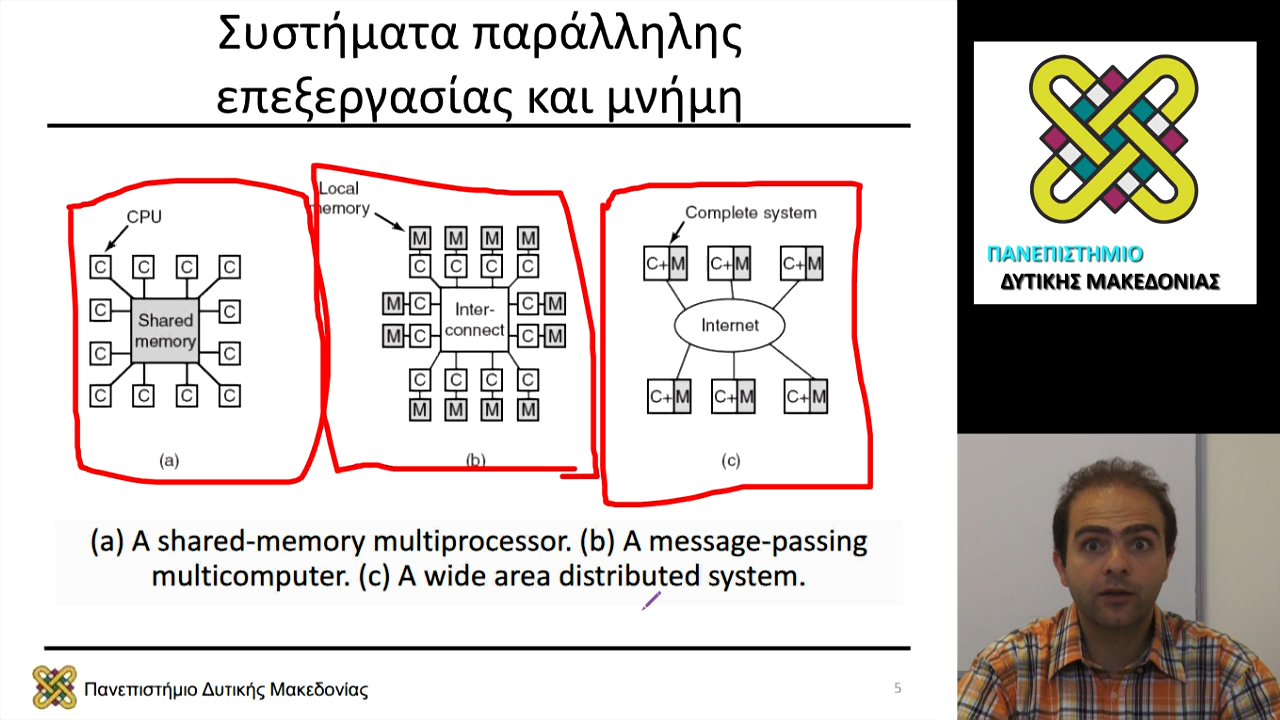 Συστήματα παράλληλης
επεξεργασίας και μνήμη
CPU
C C C C
C Shared memory C
C C
C C C C
(a)
Local
memory
M M M M
C C C C
M C Inter- C M
M C connect C M
C C C C
M M M M
(b)
Complete system
C+ M C+ M C+ M
Internet
C+ M C+ M C+ M
(c)
(a) A shared-memory multiprocessor. (b) A message-passing
multicomputer. (c) A wide area distributed system.
Πανεπιστήμιο Δυτικής Μακεδονίας
5
ΠΑΝΕΠΙΣΤΗΜΙΟ
ΔΥΤΙΚΗΣ ΜΑΚΕΔΟΝΙΑΣ